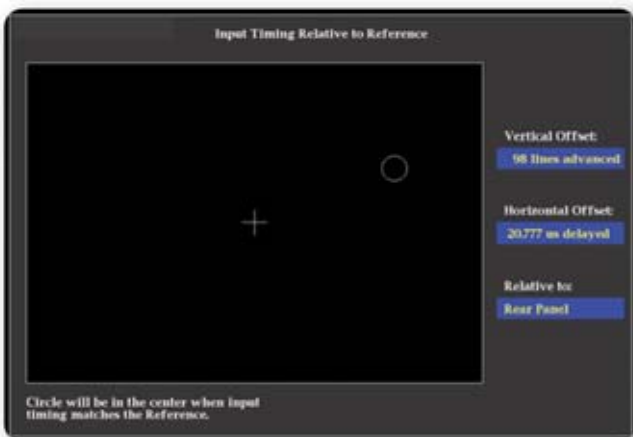 Input Timing Relative to Reference
Vertical Offset:
98 lines advanced
Horizontal Offset:
20.777 us delayed
Relative to:
Rear Panel
Circle will be in the center when input
timing matches the Reference.